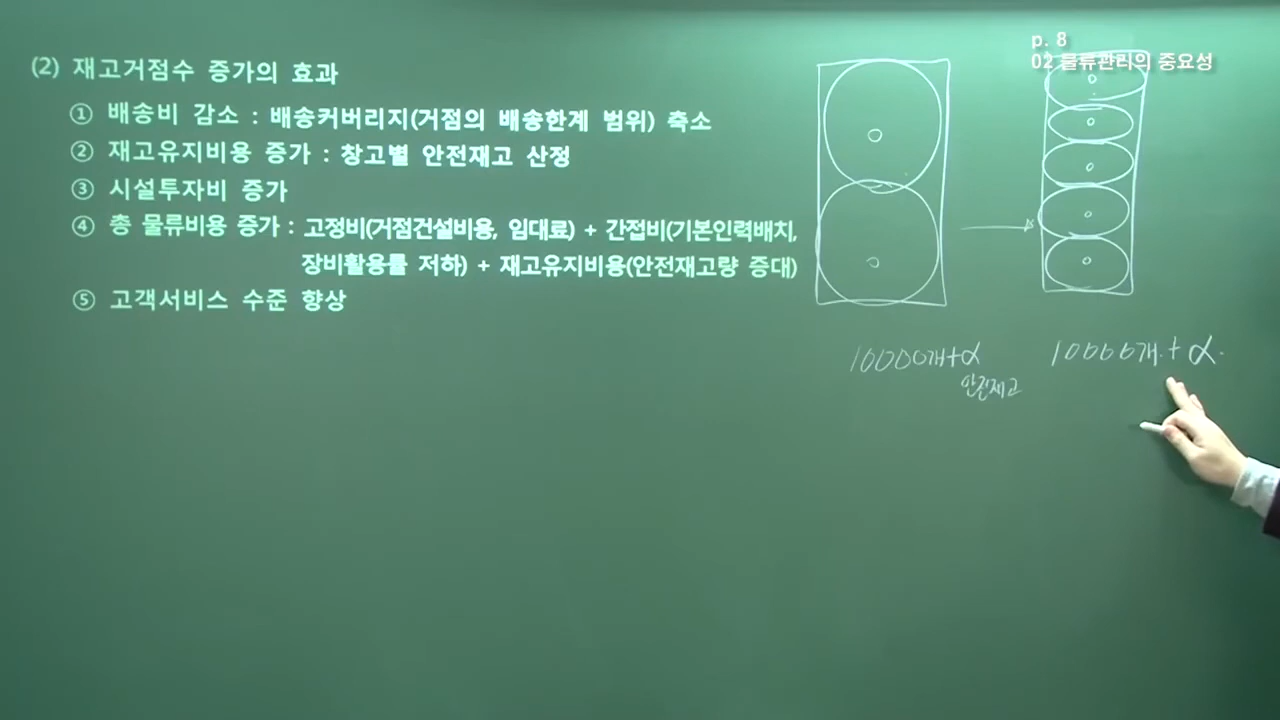 p. 8
02 물류관리의 중요성
(2) 재고거점수 증가의 효과
① 배송비 감소 : 배송커버리지(거점의 배송한계 범위) 축소
② 재고유지비용 증가 : 창고별 안전재고 산정
③ 시설투자비 증가
④ 총 물류비용 증가 : 고정비(거점건설비용, 임대료) + 간접비(기본인력배치,
장비활용률 저하) + 재고유지비용(안전재고량 증대)
⑤ 고객서비스 수준 향상
10000개+α
안전재고
10000개+α.